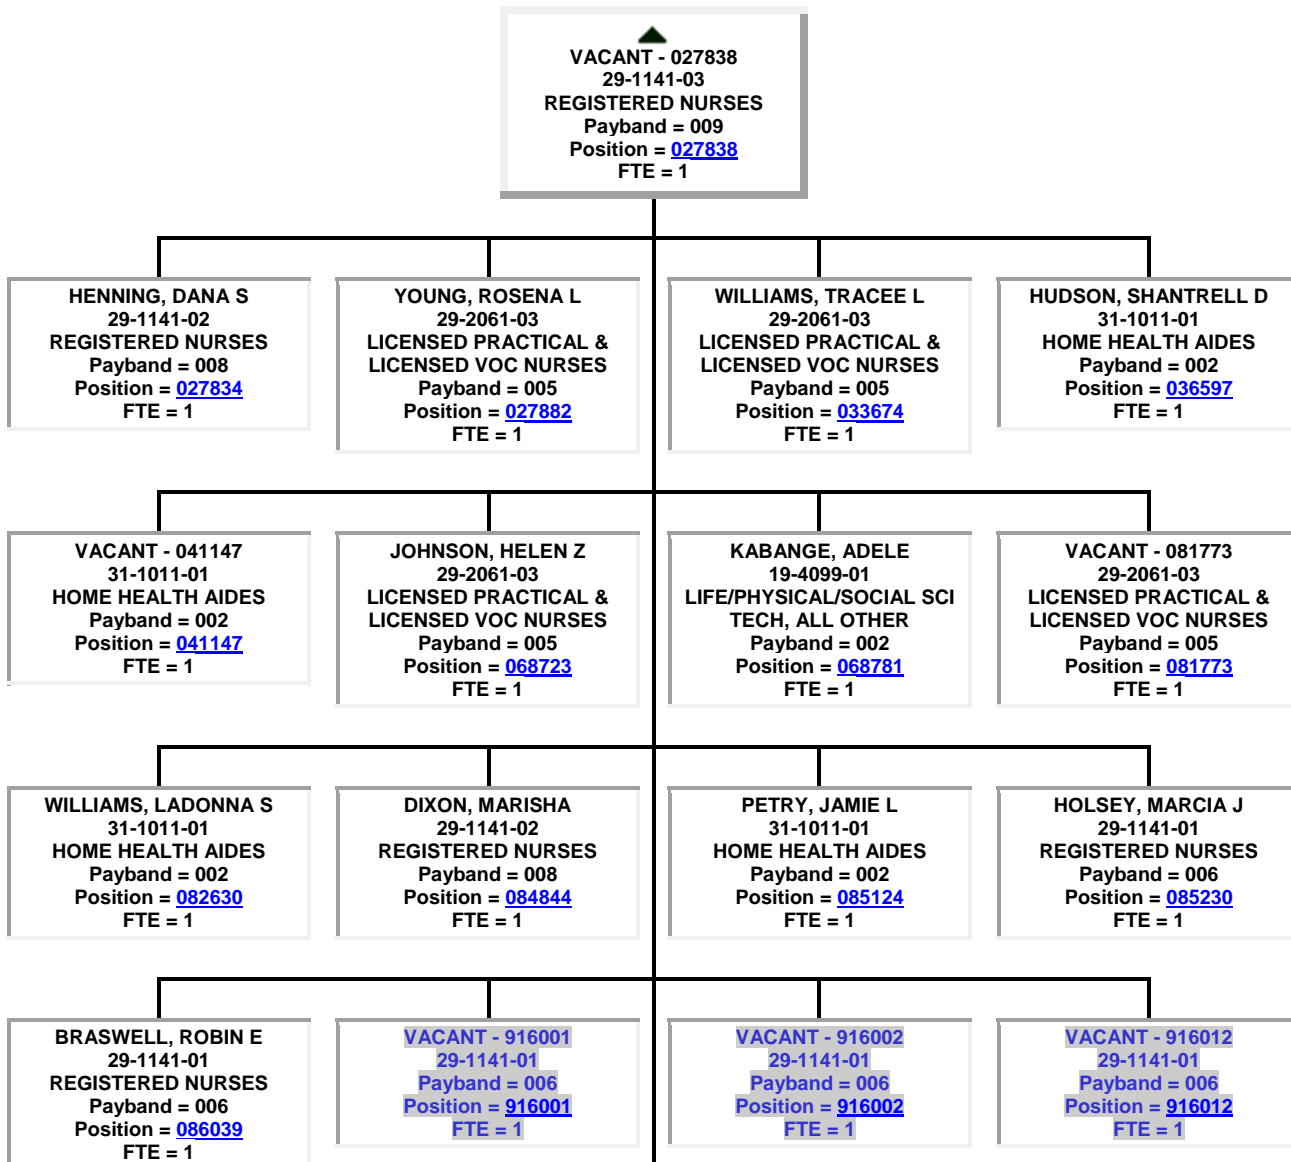 VACANT - 027838
29-1141-03
REGISTERED NURSES
Payband = 009
Position = 027838
FTE = 1
HENNING, DANA S
29-1141-02
REGISTERED NURSES
Payband = 008
Position = 027834
FTE = 1
YOUNG, ROSENA L
29-2061-03
LICENSED PRACTICAL &
LICENSED VOC NURSES
Payband = 005
Position = 027882
FTE = 1
WILLIAMS, TRACEE L
29-2061-03
LICENSED PRACTICAL &
LICENSED VOC NURSES
Payband = 005
Position = 033674
FTE = 1
HUDSON, SHANTRELL D
31-1011-01
HOME HEALTH AIDES
Payband = 002
Position = 036597
FTE = 1
VACANT - 041147
31-1011-01
HOME HEALTH AIDES
Payband = 002
Position = 041147
FTE = 1
JOHNSON, HELEN Z
29-2061-03
LICENSED PRACTICAL &
LICENSED VOC NURSES
Payband = 005
Position = 068723
FTE = 1
KABANGE, ADELE
19-4099-01
LIFE/PHYSICAL/SOCIAL SCI
TECH, ALL OTHER
Payband = 002
Position = 068781
FTE = 1
VACANT - 081773
29-2061-03
LICENSED PRACTICAL &
LICENSED VOC NURSES
Payband = 005
Position = 081773
FTE = 1
WILLIAMS, LADONNA S
31-1011-01
HOME HEALTH AIDES
Payband = 002
Position = 082630
FTE = 1
DIXON, MARISHA
29-1141-02
REGISTERED NURSES
Payband = 008
Position = 084844
FTE = 1
PETRY, JAMIE L
31-1011-01
HOME HEALTH AIDES
Payband = 002
Position = 085124
FTE = 1
HOLSEY, MARCIA J
29-1141-01
REGISTERED NURSES
Payband = 006
Position = 085230
FTE = 1
BRASWELL, ROBIN E
29-1141-01
REGISTERED NURSES
Payband = 006
Position = 086039
FTE = 1
VACANT - 916001
29-1141-01
Payband = 006
Position = 916001
FTE = 1
VACANT - 916002
29-1141-01
Payband = 006
Position = 916002
FTE = 1
VACANT - 916012
29-1141-01
Payband = 006
Position = 916012
FTE = 1